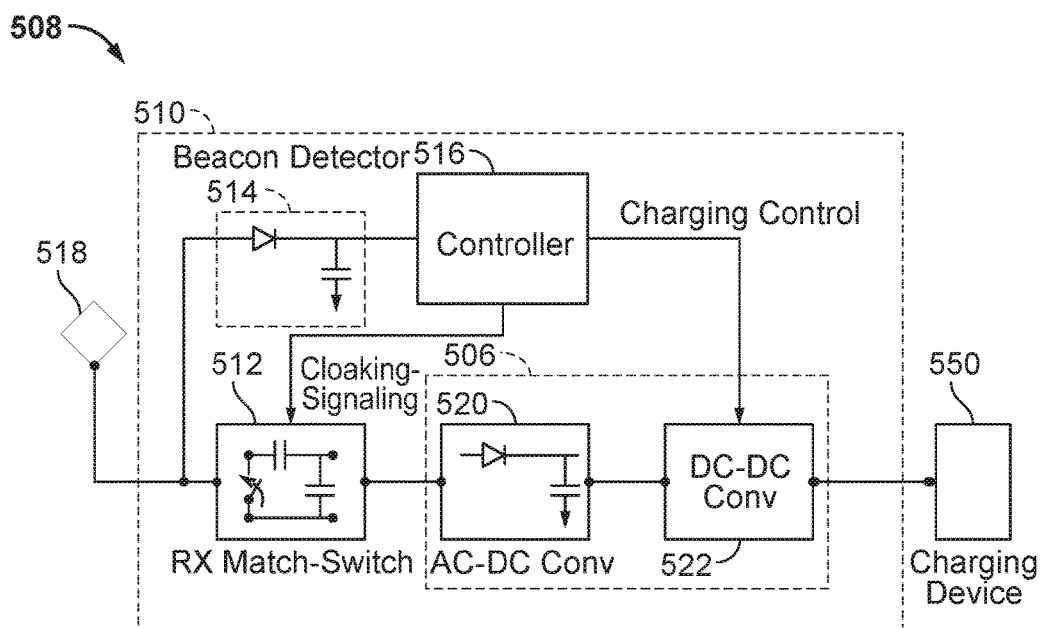 508
510
Beacon Detector
516
514
Controller
Charging Control
518
512
Cloaking-
Signaling
506
520
550
DC-DC
Conv
RX Match-Switch
AC-DC Conv
522
Charging
Device